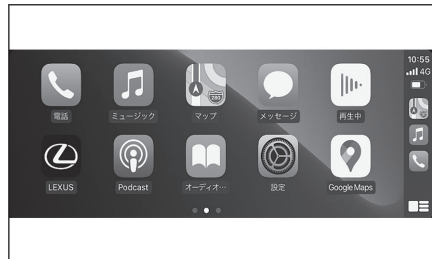 10:55
4G
電話
ミュージック
マップ
メッセージ
再生中
LEXUS
Podcast
オーディオ…
設定
Google Maps
280